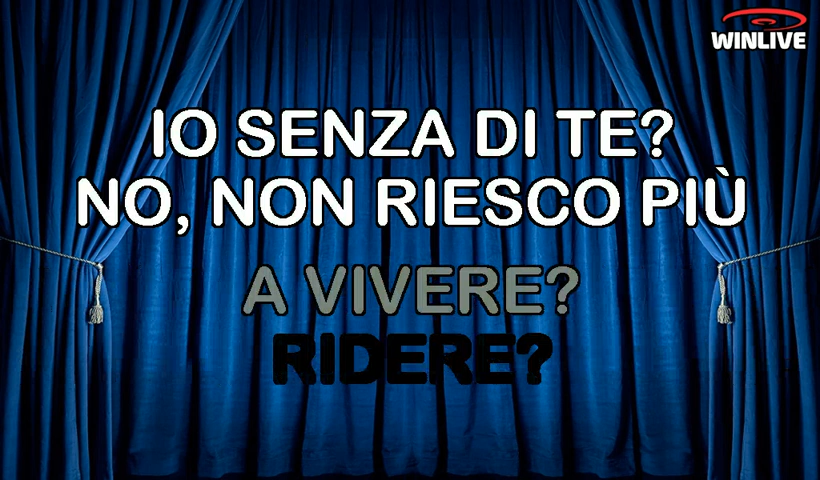 WINLIVE
IO SENZA DI TE?
NO, NON RIESCO PIÙ
A VIVERE?
RIDERE?